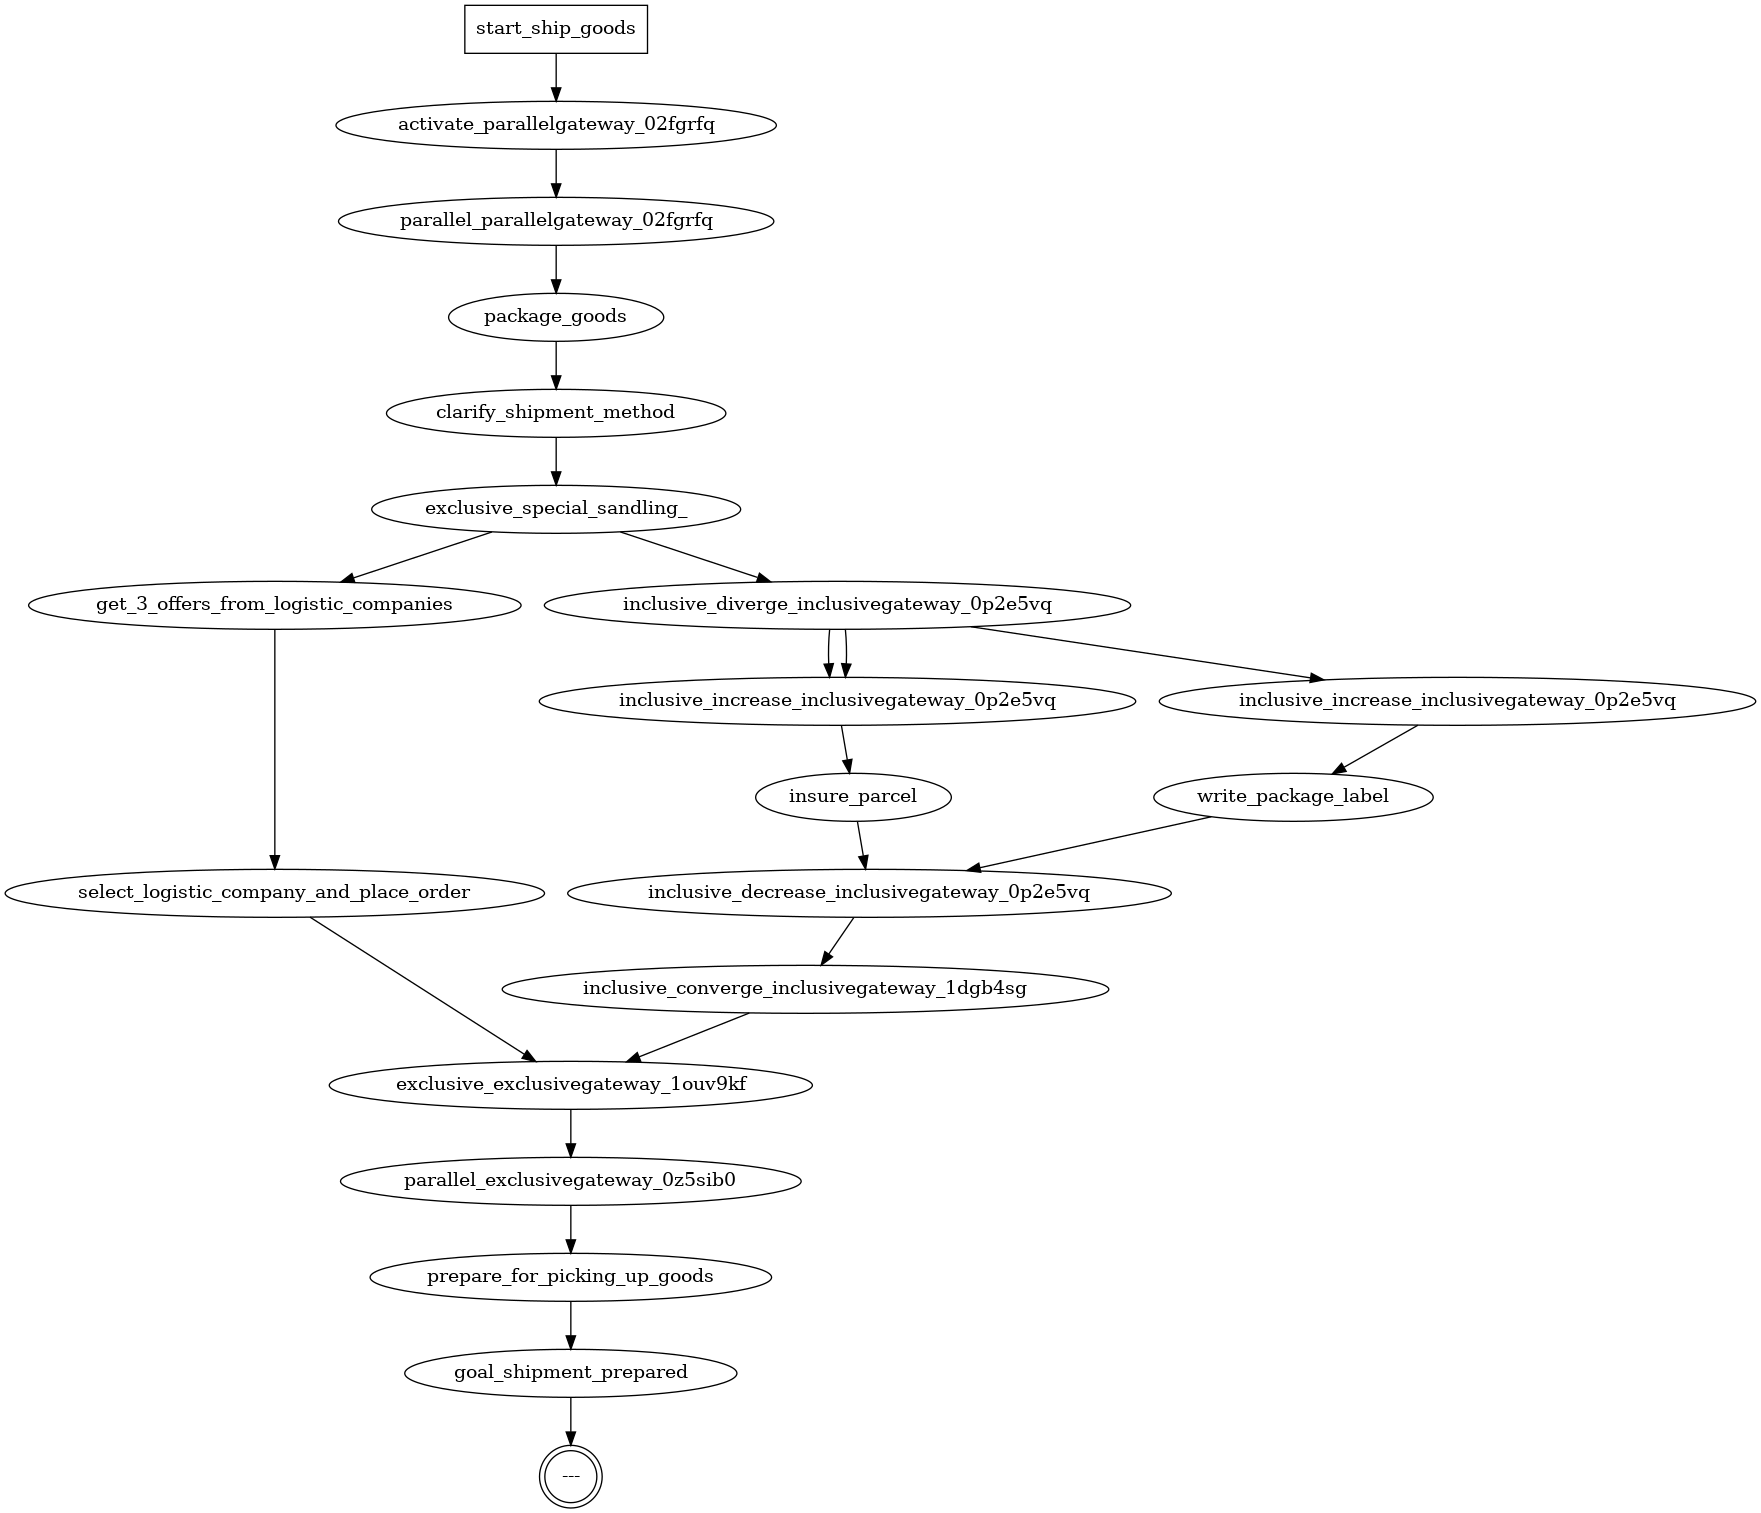 start_ship_goods
activate_parallelgateway_02fgrfq
parallel_parallelgateway_02fgrfq
package_goods
clarify_shipment_method
exclusive_special_sandling_
get_3_offers_from_logistic_companies
inclusive_diverge_inclusivegateway_0p2e5vq
inclusive_increase_inclusivegateway_0p2e5vq
inclusive_increase_inclusivegateway_0p2e5vq
insure_parcel
write_package_label
select_logistic_company_and_place_order
inclusive_decrease_inclusivegateway_0p2e5vq
inclusive_converge_inclusivegateway_1dgb4sg
exclusive_exclusivegateway_1ouv9kf
parallel_exclusivegateway_0z5sib0
prepare_for_picking_up_goods
goal_shipment_prepared
---